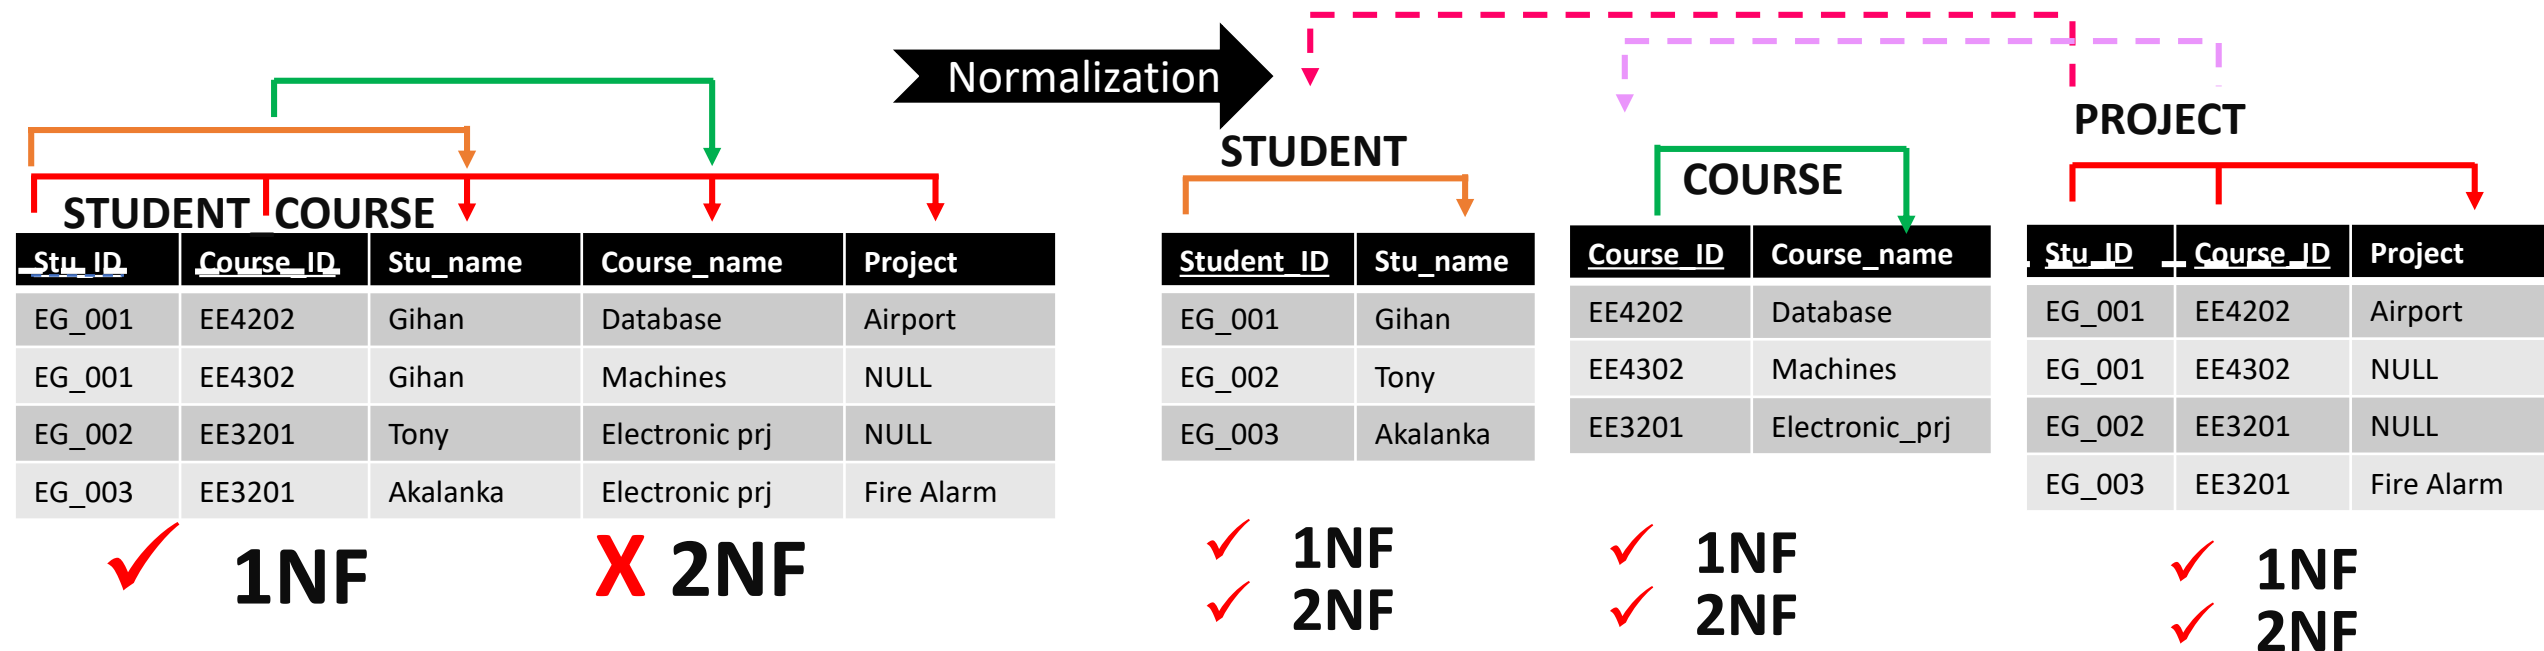 Normalization
STUDENT_COURSE
Stu_ID Course_ID Stu_name Course_name Project
EG_001 EE4202 Gihan Database Airport
EG_001 EE4302 Gihan Machines NULL
EG_002 EE3201 Tony Electronic prj NULL
EG_003 EE3201 Akalanka Electronic prj Fire Alarm
1NF X 2NF
STUDENT
Student_ID Stu_name
EG_001 Gihan
EG_002 Tony
EG_003 Akalanka
1NF
2NF
COURSE
Course_ID Course_name
EE4202 Database
EE4302 Machines
EE3201 Electronic_prj
1NF
2NF
PROJECT
Stu_ID Course_ID Project
EG_001 EE4202 Airport
EG_001 EE4302 NULL
EG_002 EE3201 NULL
EG_003 EE3201 Fire Alarm
1NF
2NF